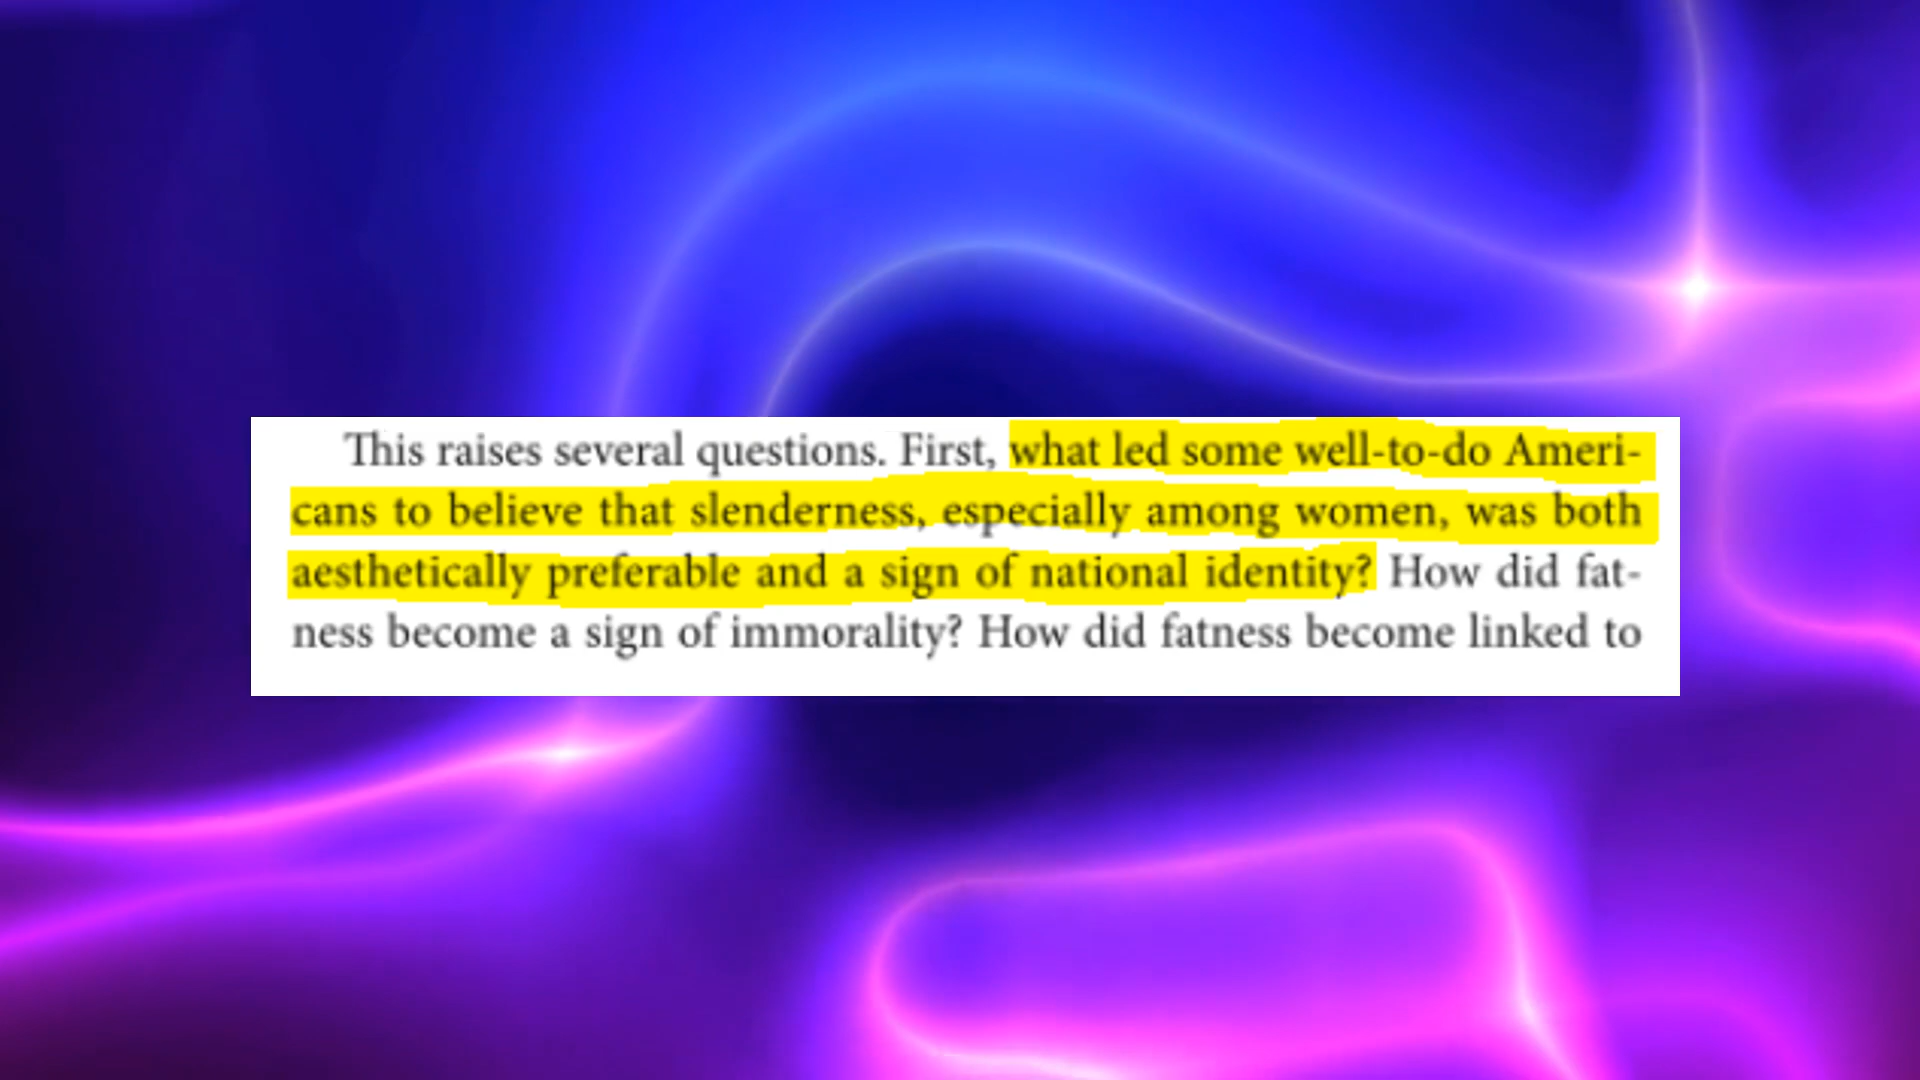 This raises several questions. First, what led some well-to-do Ameri-
cans to believe that slenderness, especially among women, was both
aesthetically preferable and a sign of national identity? How did fat-
ness become a sign of immorality? How did fatness become linked to